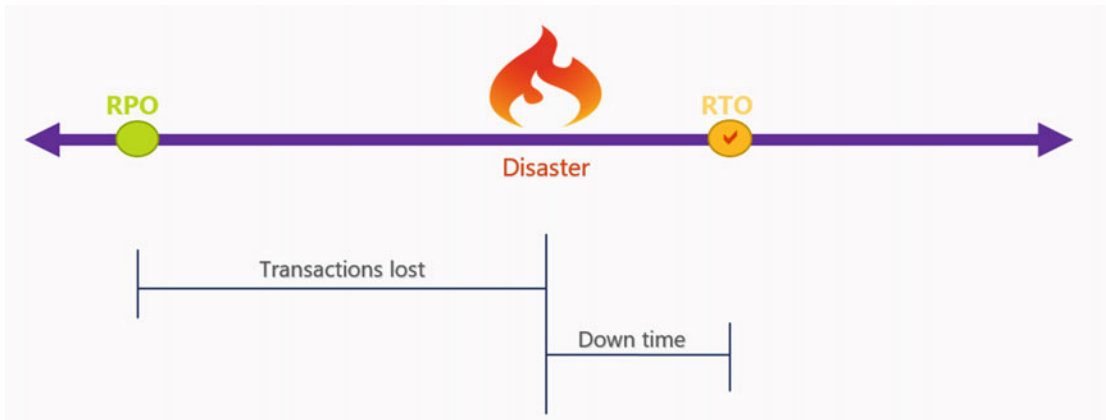 RPO
RTO
Disaster
Transactions lost
Down time